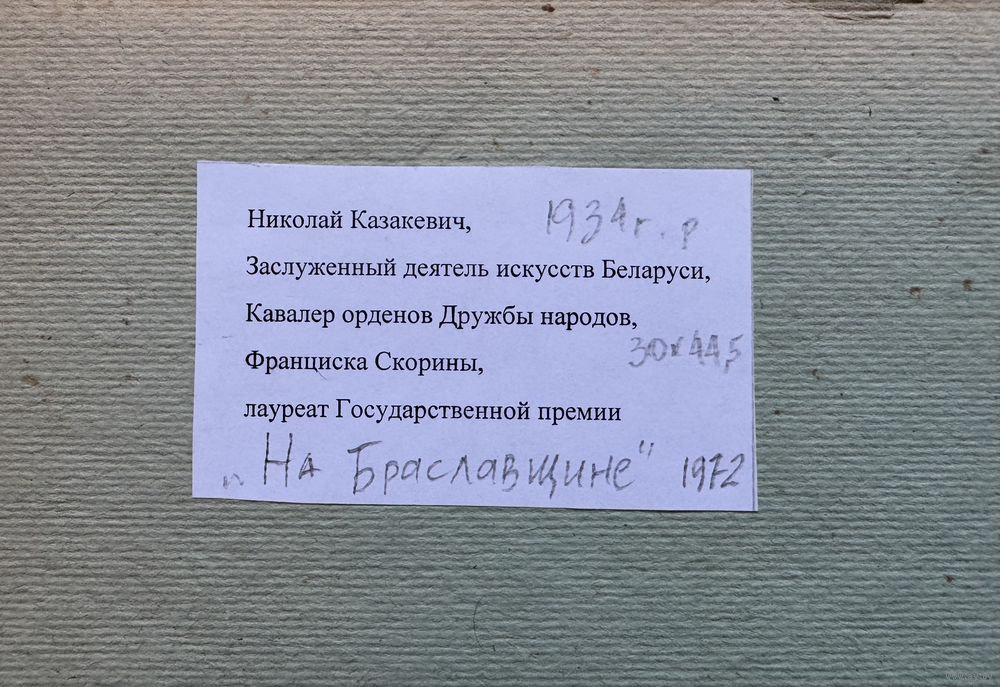 Николай Казакевич, 1934 г. р
Заслуженный деятель искусств Беларуси,
Кавалер орденов Дружбы народов,
Франциска Скорины, 30х44,5
лауреат Государственной премии
„На Браславщине" 1972